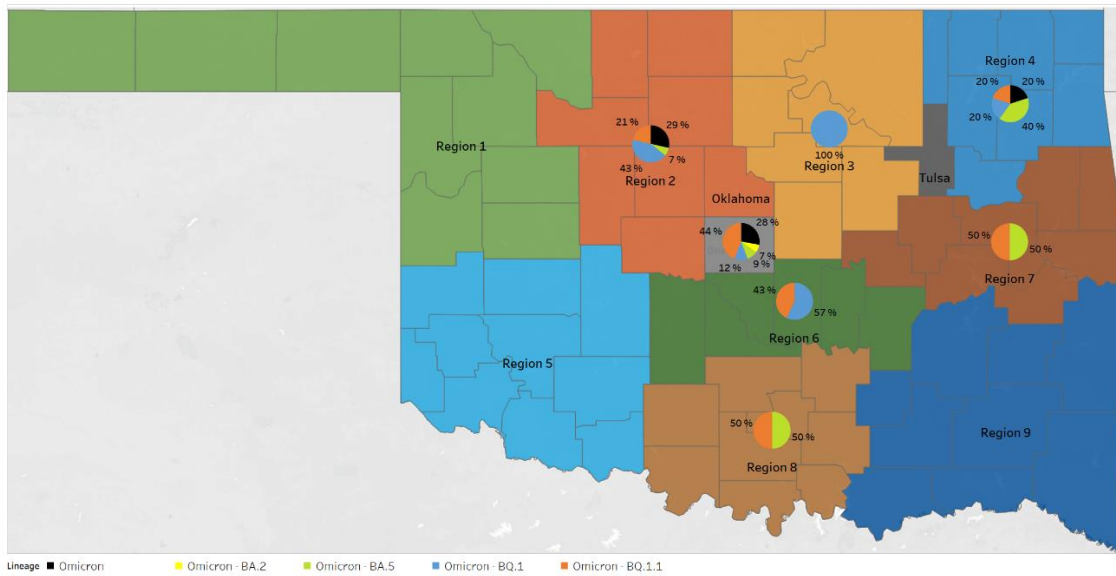 Region 4
20 %
20 %
20 %
40 %
21 %
29 %
43 %
7 %
Region 2
100 %
Region 3
Region 1
Tulsa
Oklahoma
28 %
44 %
7 %
9 %
12 %
50 %
50 %
Region 7
43 %
57 %
Region 6
Region 5
50 %
50 %
Region 8
Region 9
Lineage Omicron Omicron - BA.2 Omicron - BA.5 Omicron - BQ.1 Omicron - BQ.1.1